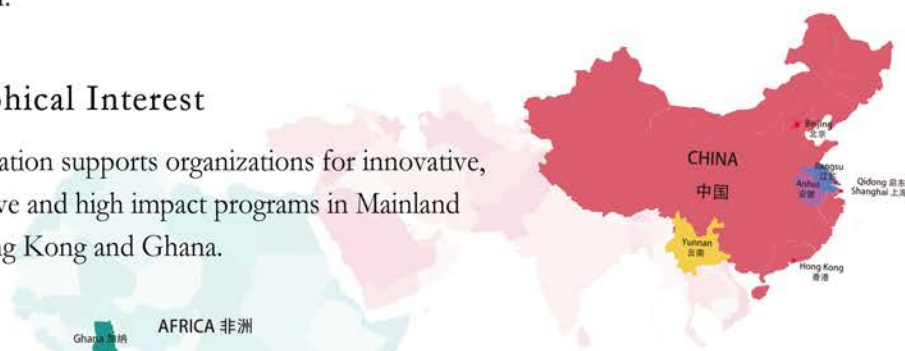 hical Interest
ation supports organizations for innovative,
ve and high impact programs in Mainland
g Kong and Ghana.
CHINA
中国
Beijing
北京
Jiangsu
江苏
Anhui
安徽
Qidong 启东
Shanghai 上海
Yunnan
云南
Hong Kong
香港
AFRICA 非洲
Ghana 加纳